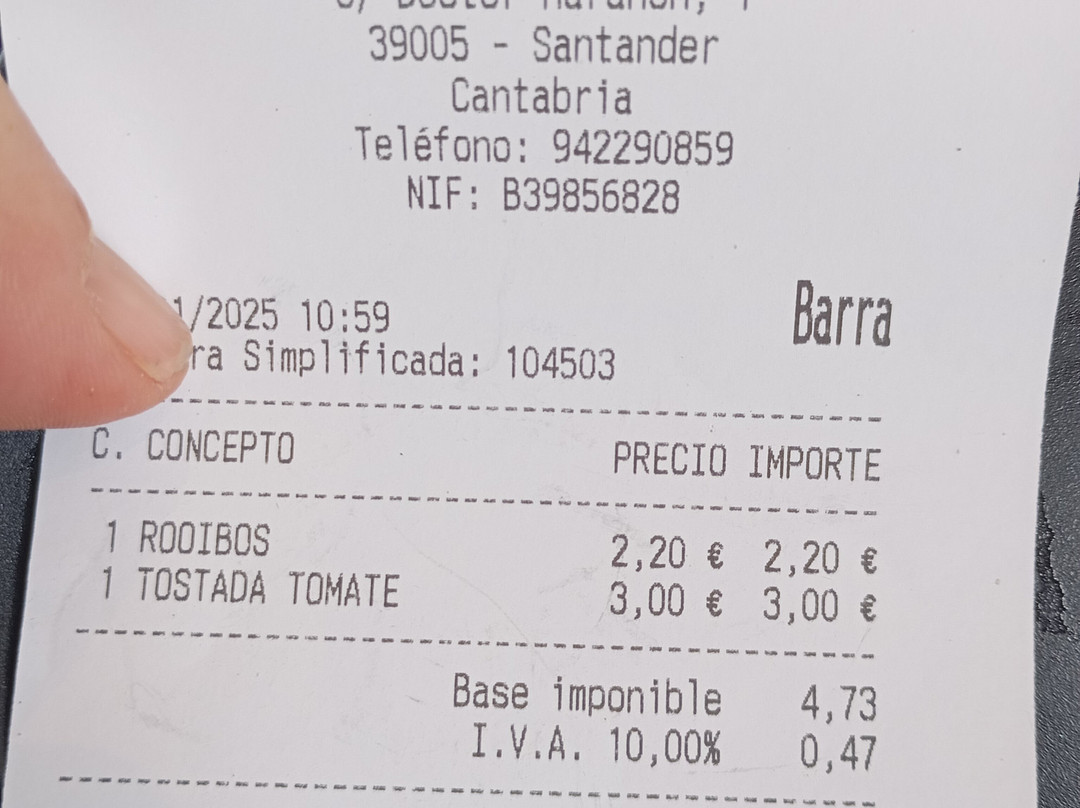 39005 - Santander
Cantabria
Teléfono: 942290859
NIF: B39856828
1/2025 10:59
Barra
ra Simplificada: 104503
C. CONCEPTO PRECIO IMPORTE
1 ROOIBOS 2,20 € 2,20 €
1 TOSTADA TOMATE 3,00 € 3,00 €
Base imponible 4,73
I.V.A. 10,00% 0,47